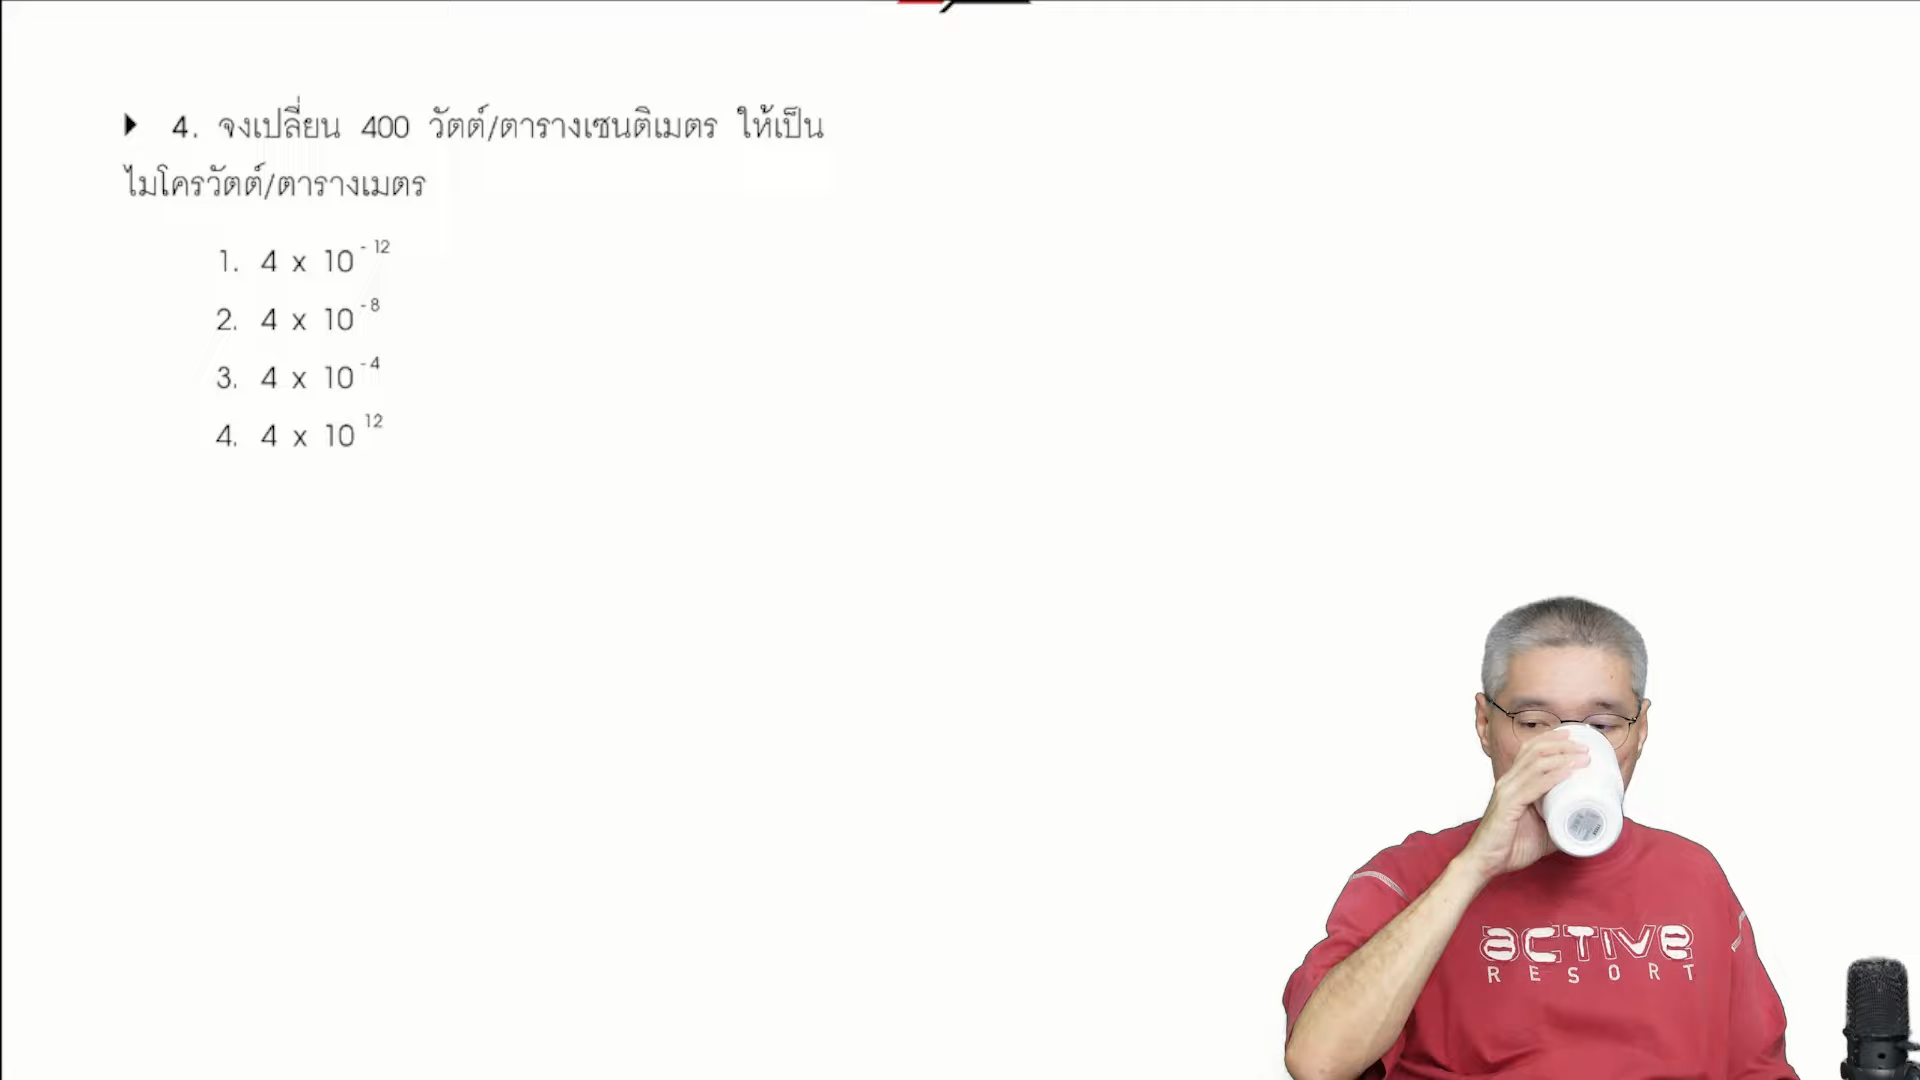 4. จงเปลี่ยน 400 วัตต์/ตารางเซนติเมตร ให้เป็น
ไมโครวัตต์/ตารางเมตร
1. 4 x 10⁻¹²
2. 4 x 10⁻⁸
3. 4 x 10⁻⁴
4. 4 x 10¹²
ACTIVE
RESORT